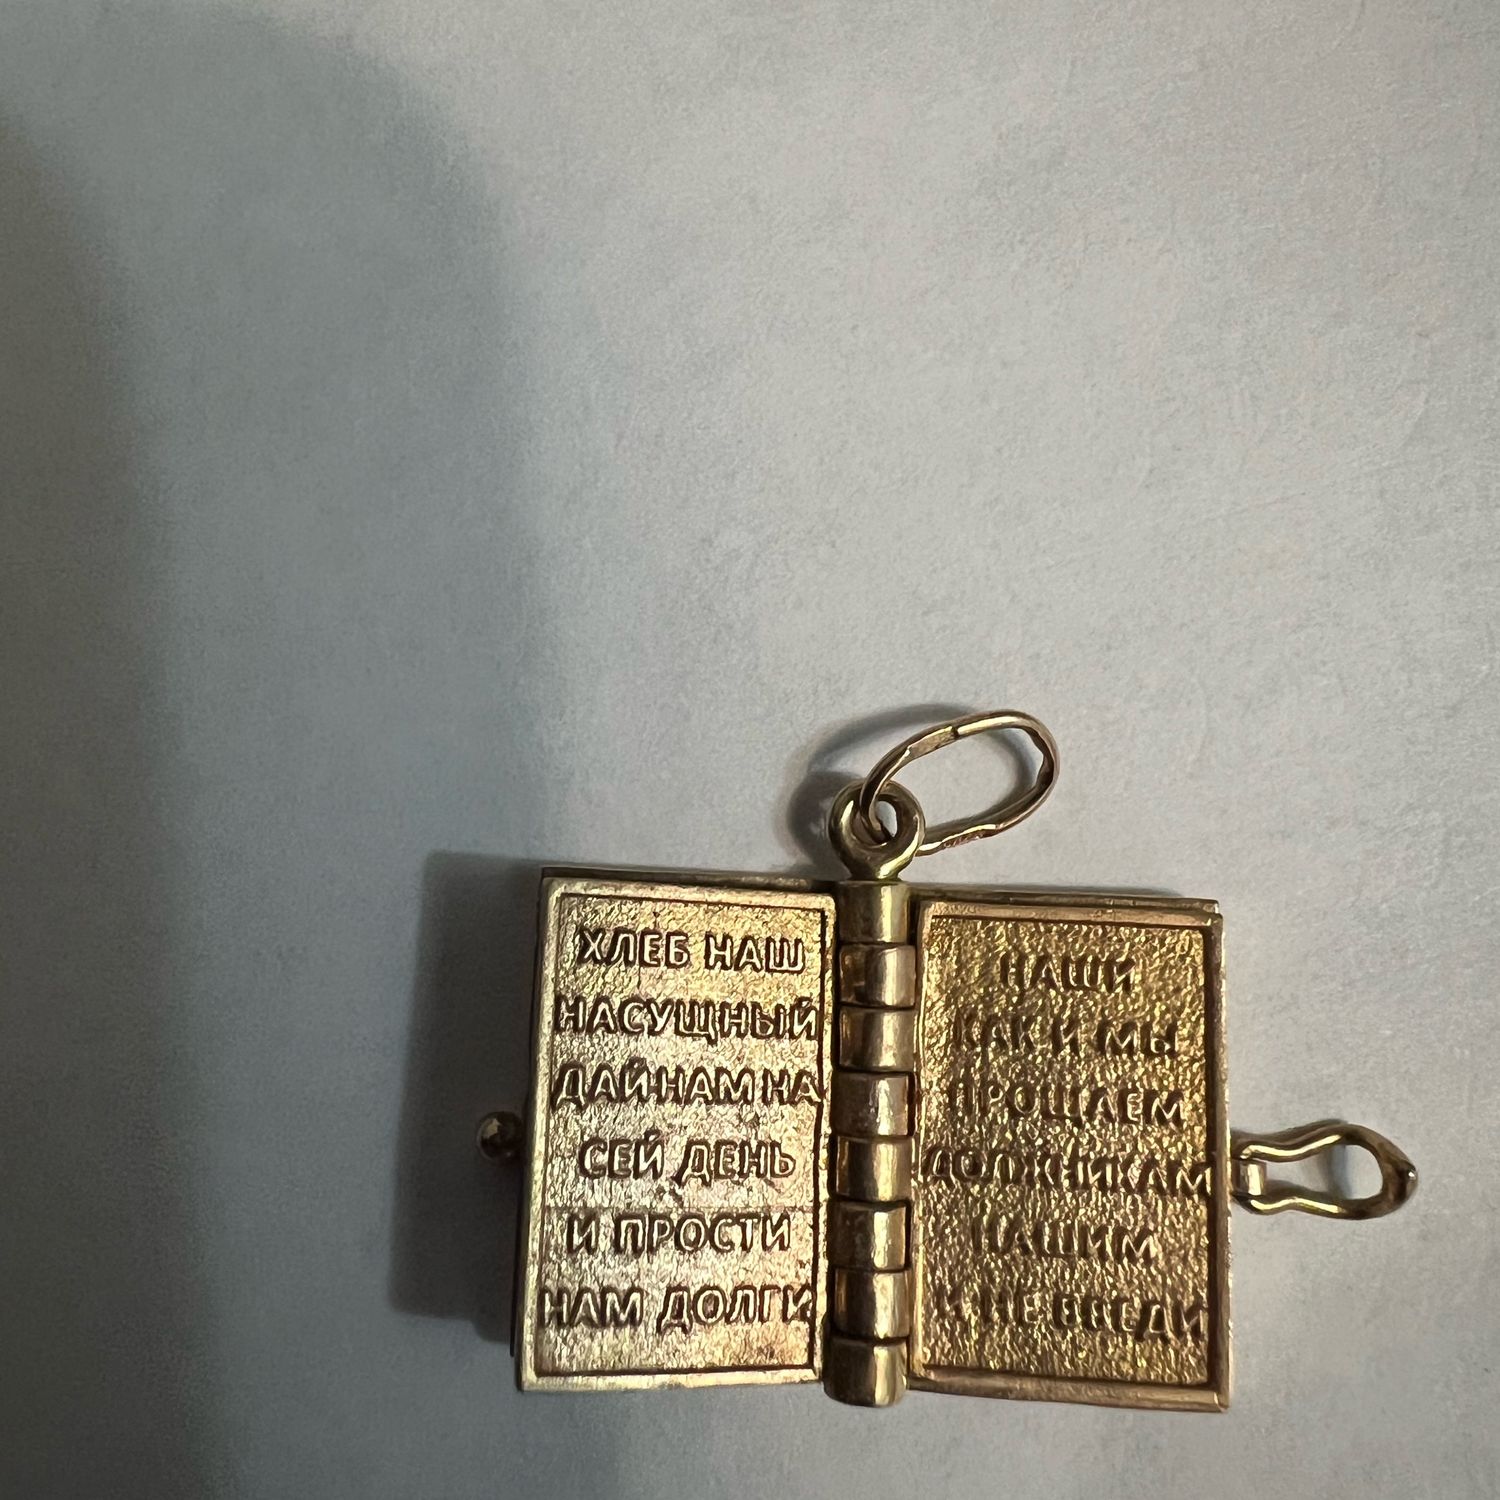 ХЛЕБ НАШ
НАСУЩНЫЙ
ДАЙ НАМ НА
СЕЙ ДЕНЬ
И ПРОСТИ
НАМ ДОЛГИ
НАШИ
КАК И МЫ
ПРОЩАЕМ
ДОЛЖНИКАМ
НАШИМ
И НЕ ВВЕДИ